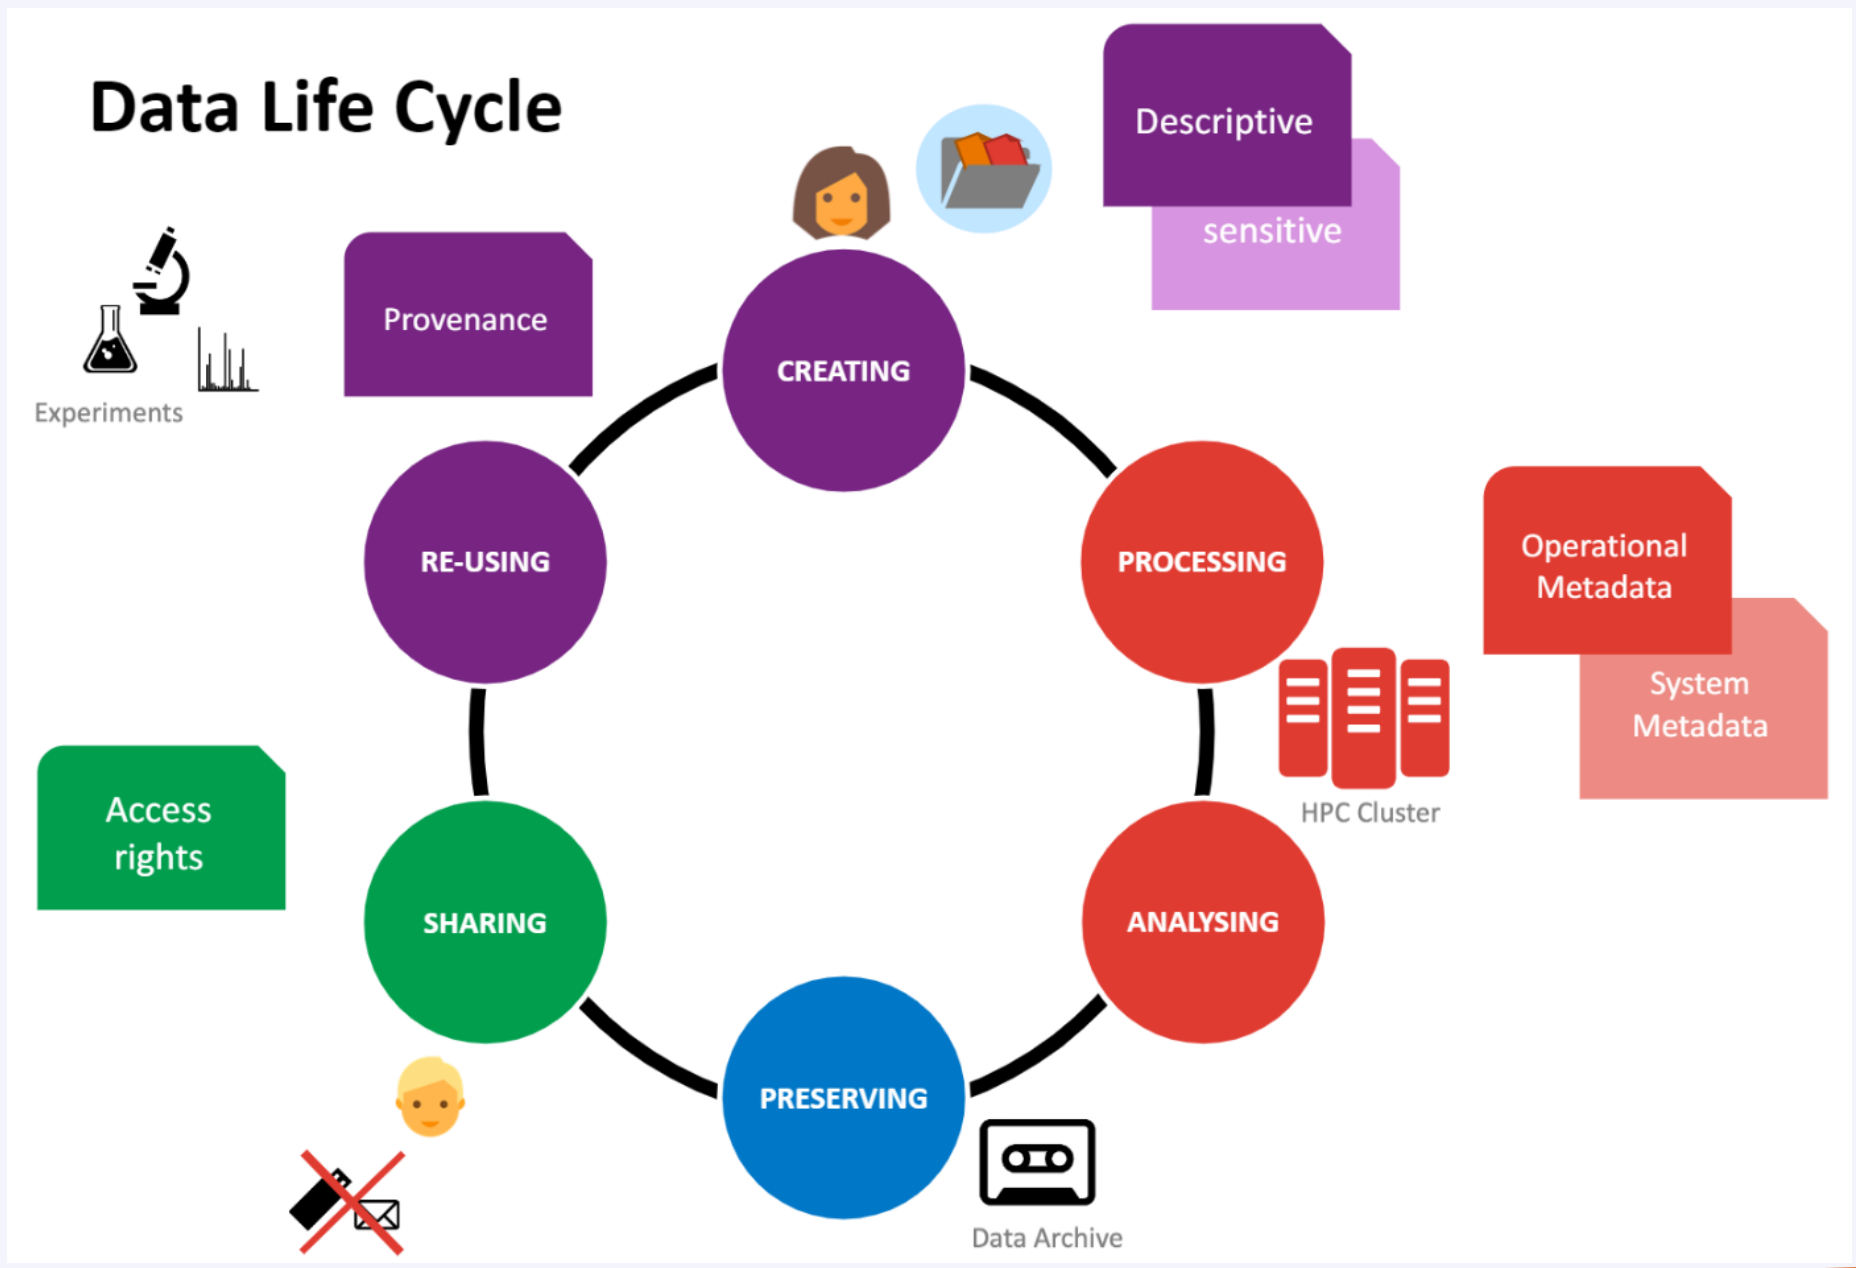 Data Life Cycle
Descriptive
sensitive
Provenance
Experiments
CREATING
RE-USING
PROCESSING
Operational
Metadata
System
Metadata
HPC Cluster
Access
rights
SHARING
ANALYSING
PRESERVING
Data Archive